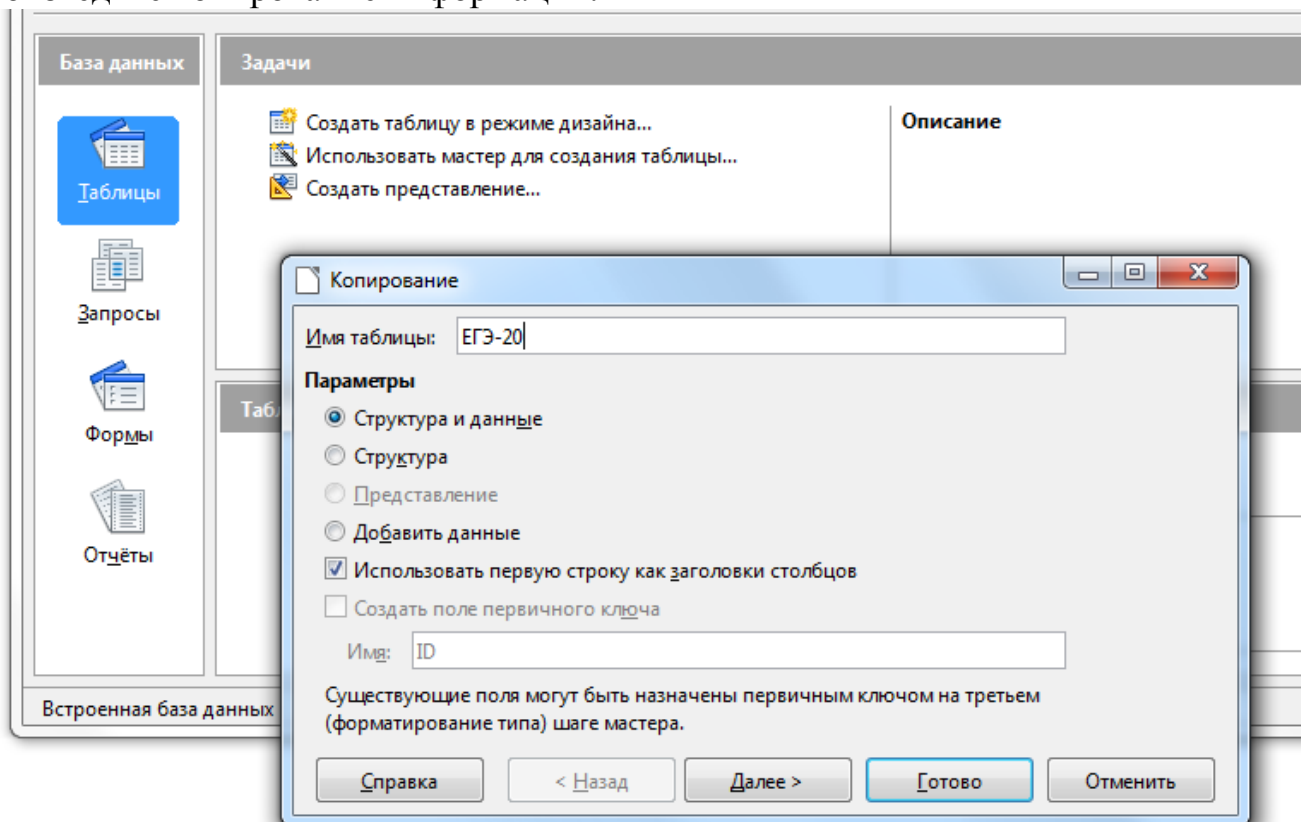 База данных
Задачи
Создать таблицу в режиме дизайна...
Использовать мастер для создания таблицы...
Создать представление...
Описание
Таблицы
Запросы
Формы
Отчёты
Табл
Встроенная база данных
Копирование
Имя таблицы: ЕГЭ-20
Параметры
Структура и данные
Структура
Представление
Добавить данные
Использовать первую строку как заголовки столбцов
Создать поле первичного ключа
Имя: ID
Существующие поля могут быть назначены первичным ключом на третьем
(форматирование типа) шаге мастера.
Справка
< Назад
Далее >
Готово
Отменить